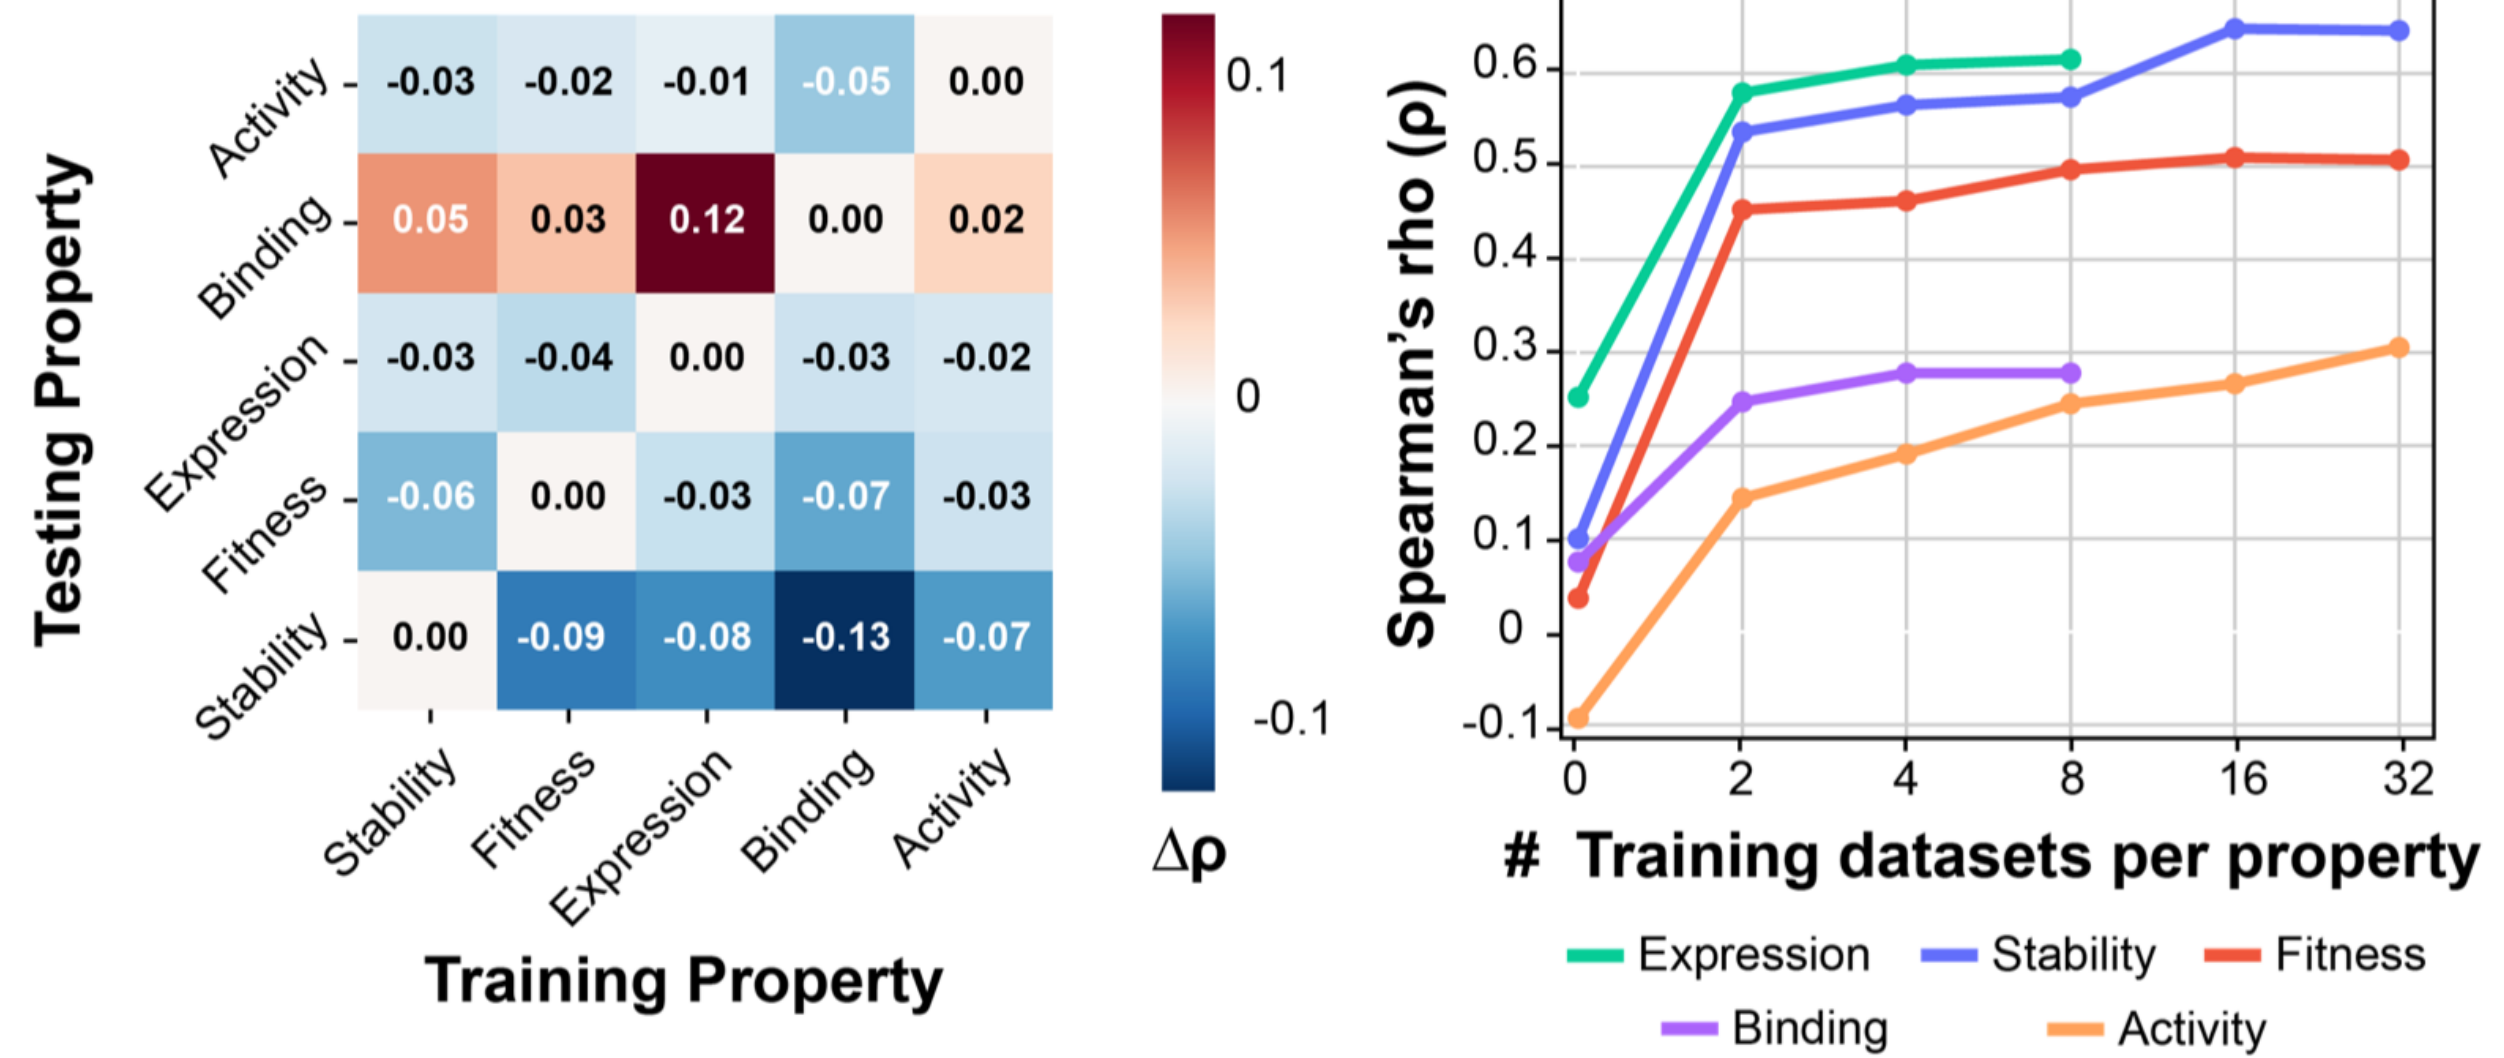 Testing Property
Activity -0.03 -0.02 -0.01 -0.05 0.00
Binding 0.05 0.03 0.12 0.00 0.02
Expression -0.03 -0.04 0.00 -0.03 -0.02
Fitness -0.06 0.00 -0.03 -0.07 -0.03
Stability 0.00 -0.09 -0.08 -0.13 -0.07
Stability Fitness Expression Binding Activity
Training Property
0.1
0
-0.1
Δρ
Spearman's rho (ρ)
0.6
0.5
0.4
0.3
0.2
0.1
0
-0.1
0 2 4 8 16 32
# Training datasets per property
Expression Stability Fitness
Binding Activity